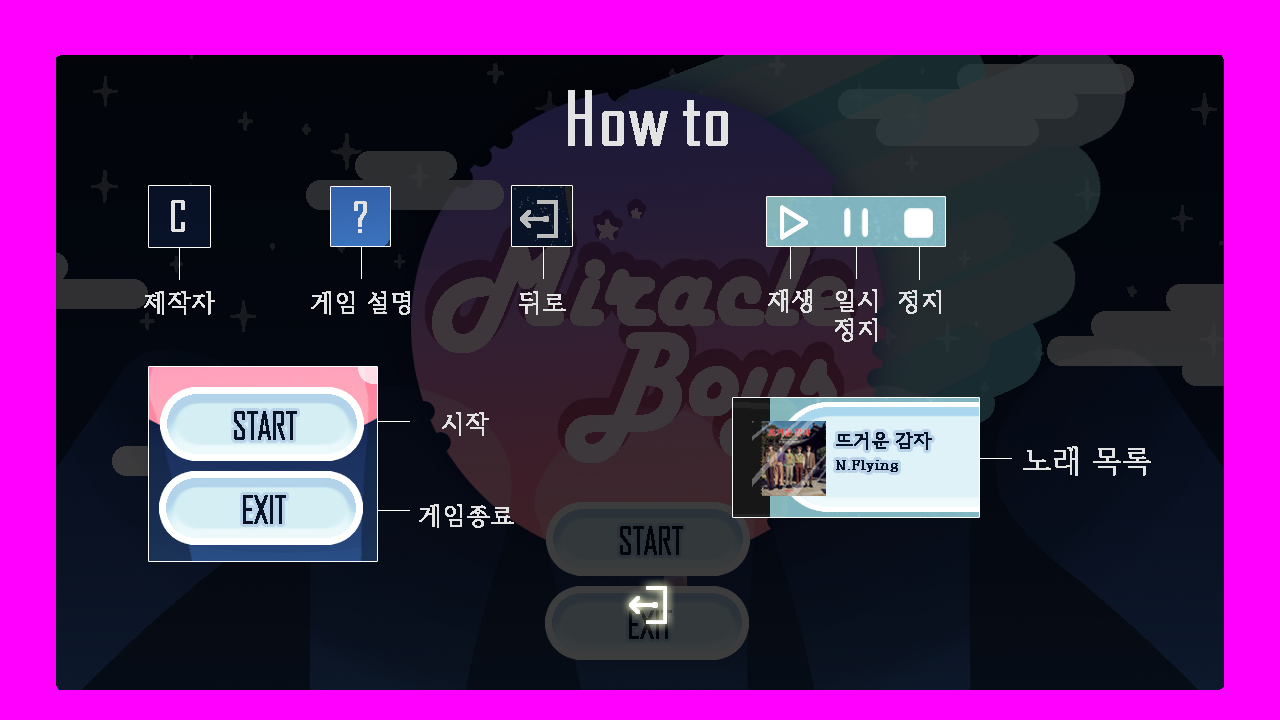 How to
C
?
제작자
게임 설명
뒤로
재생
일시
정지
정지
Miracle
Boys
START
시작
EXIT
게임종료
뜨거운 감자
N.Flying
노래 목록
START
EXIT